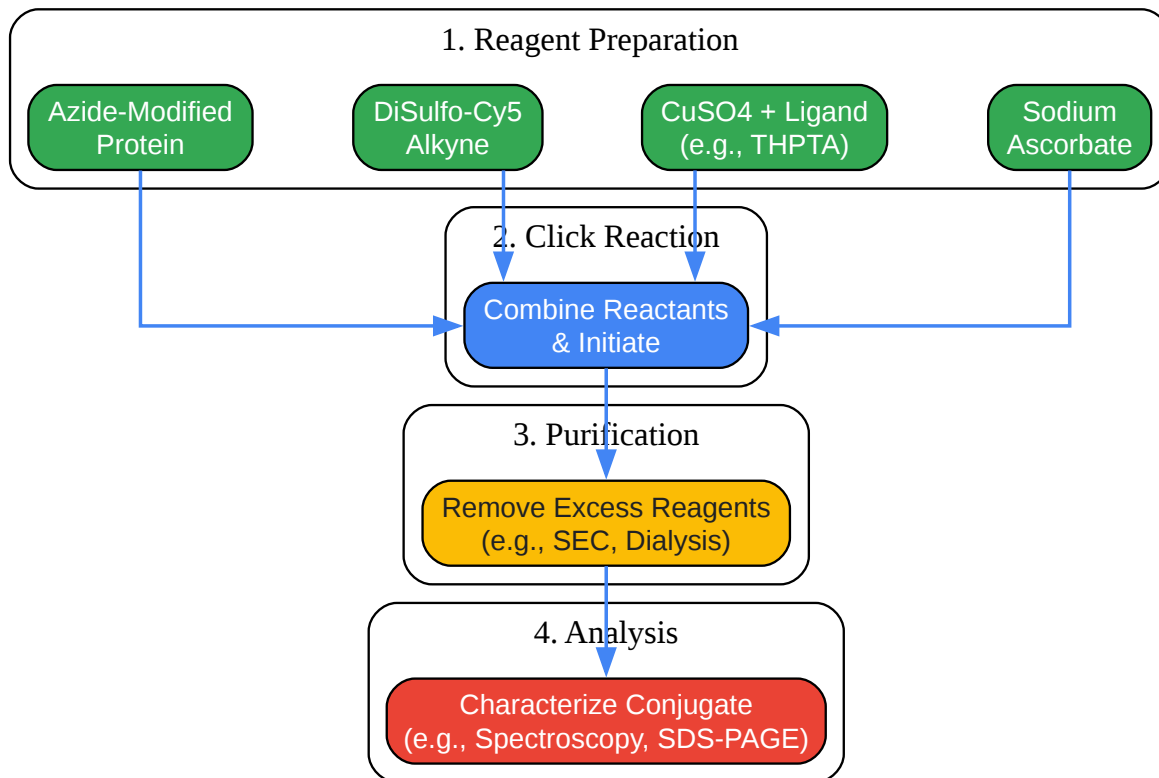 1. Reagent Preparation
Azide-Modified
Protein
DiSulfo-Cy5
Alkyne
CuSO4 + Ligand
(e.g., THPTA)
Sodium
Ascorbate
2. Click Reaction
Combine Reactants
& Initiate
3. Purification
Remove Excess Reagents
(e.g., SEC, Dialysis)
4. Analysis
Characterize Conjugate
(e.g., Spectroscopy, SDS-PAGE)